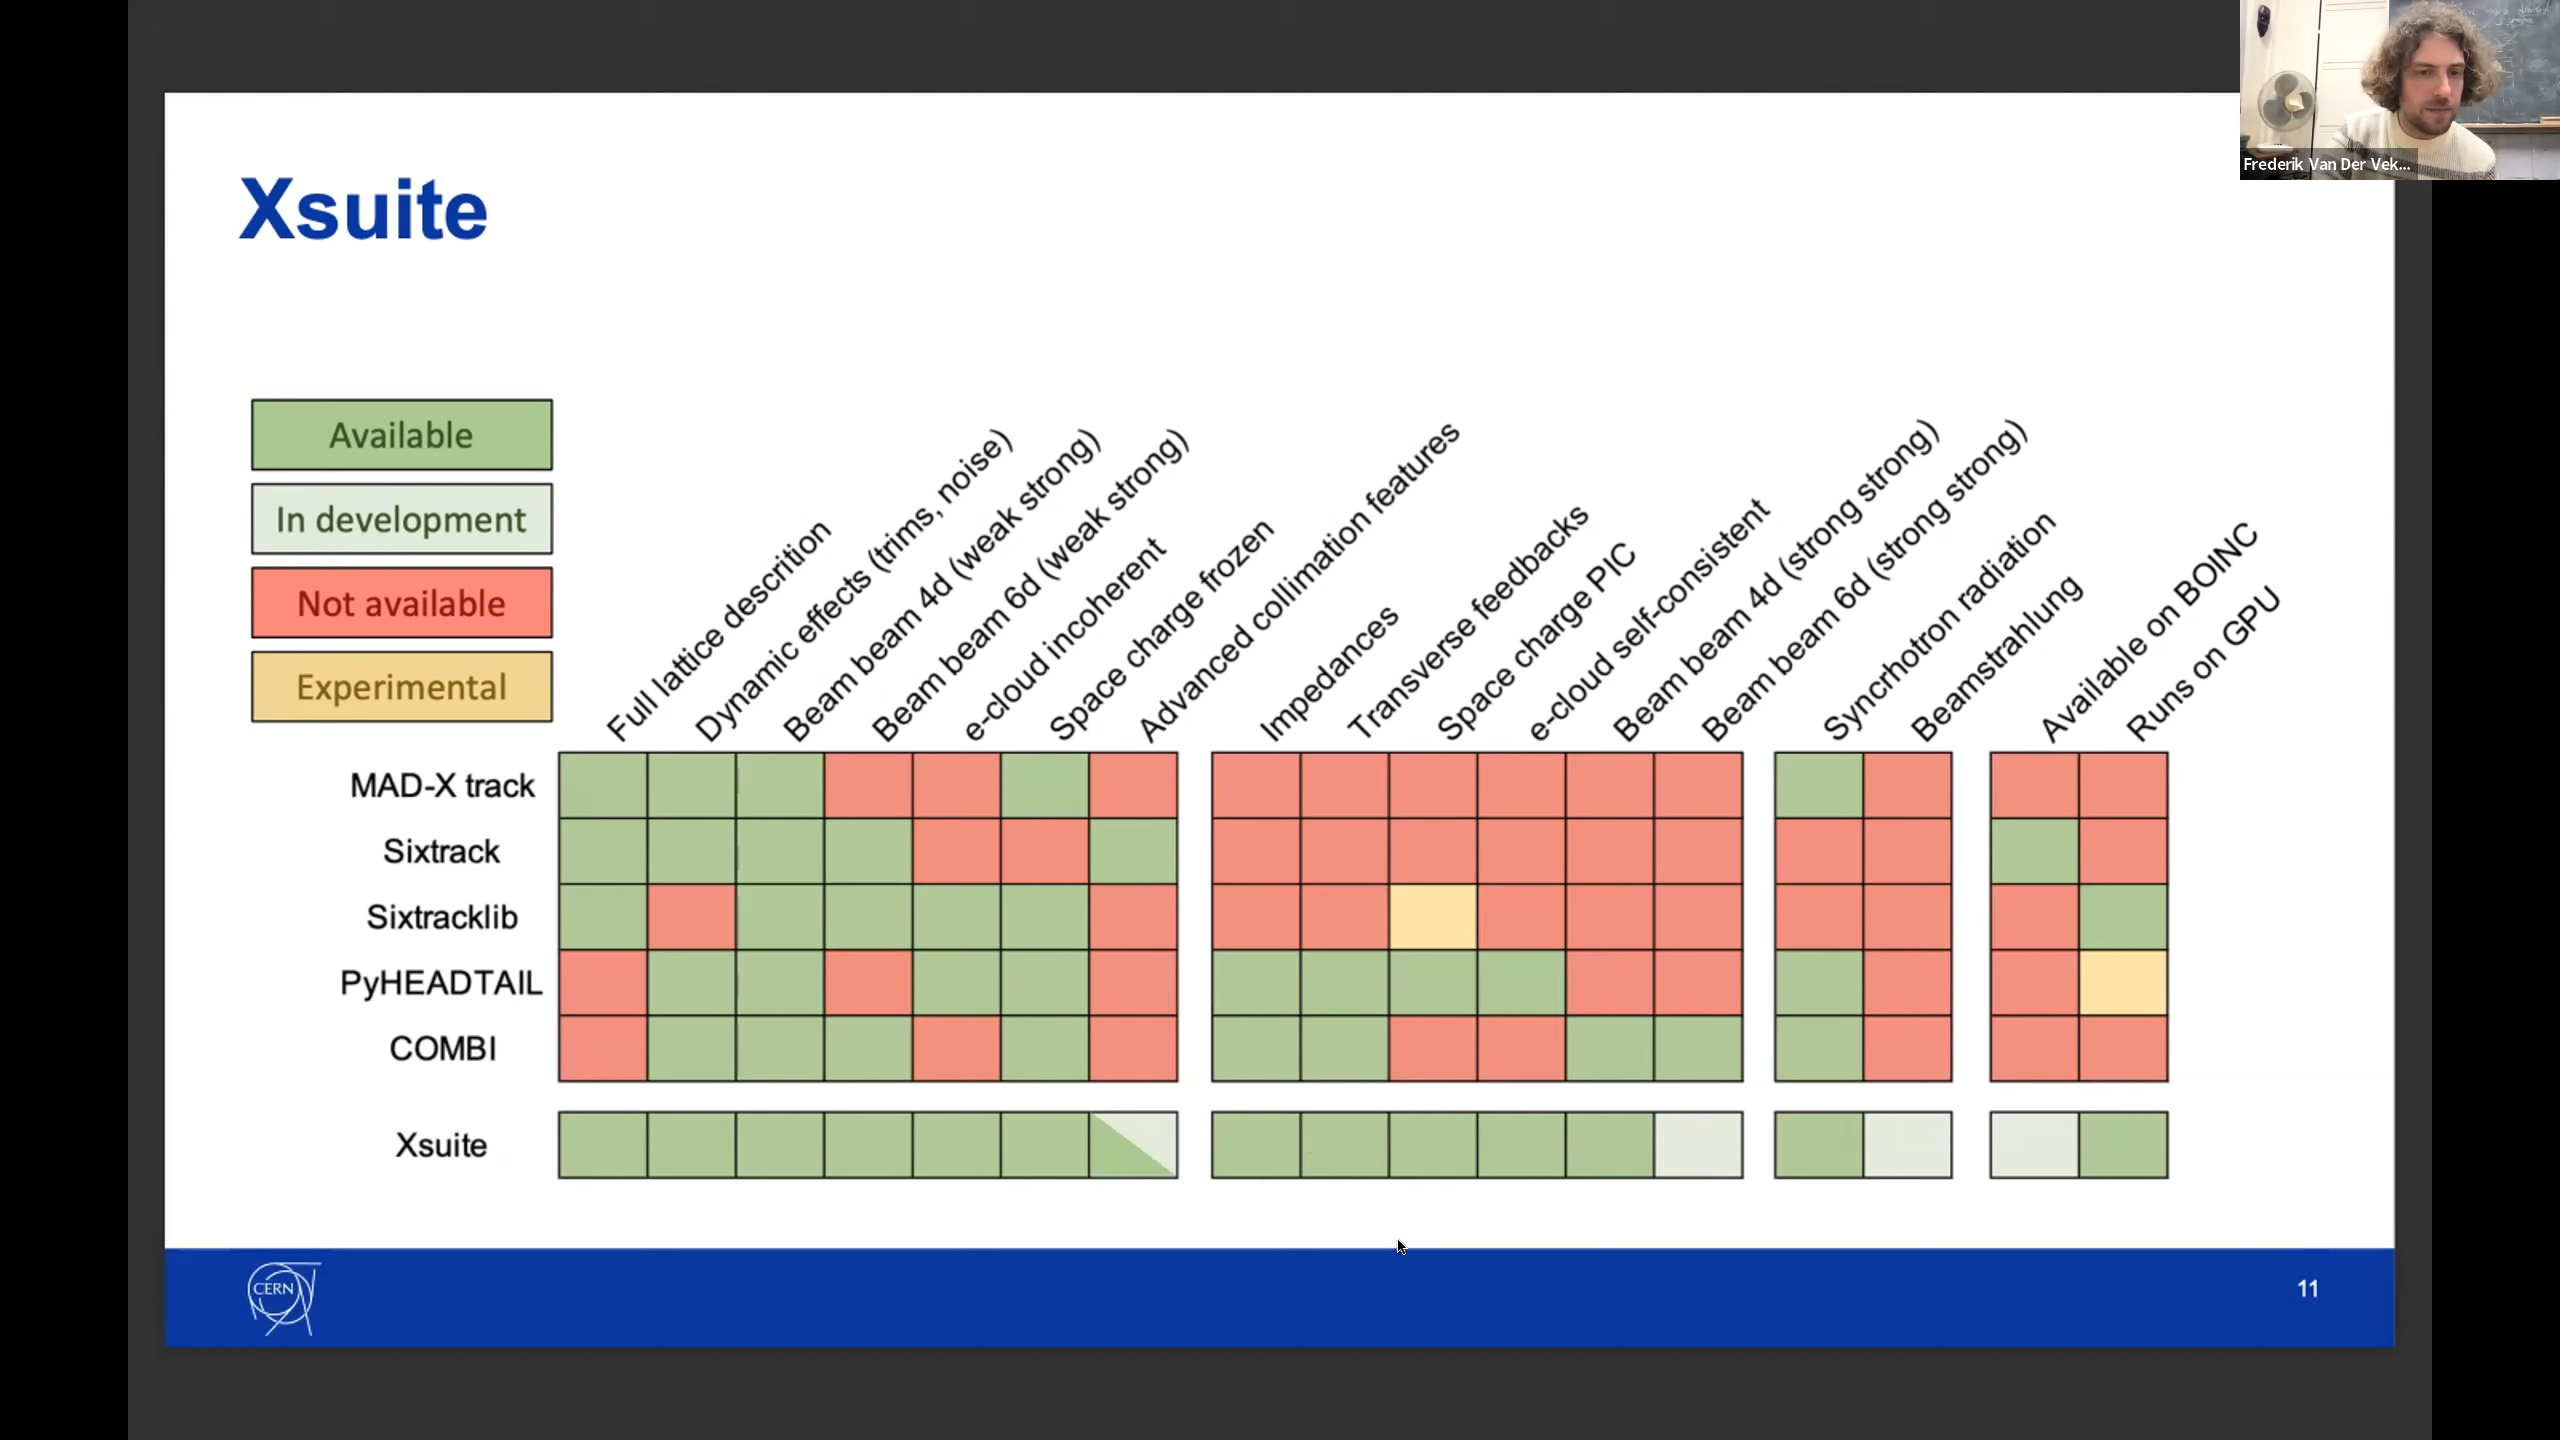 Frederik Van Der Vek...
Xsuite
Available
In development
Not available
Experimental
Full lattice descrition
Dynamic effects (trims, noise)
Beam beam 4d (weak strong)
Beam beam 6d (weak strong)
e-cloud incoherent
Space charge frozen
Advanced collimation features
Impedances
Transverse feedbacks
Space charge PIC
e-cloud self-consistent
Beam beam 4d (strong strong)
Beam beam 6d (strong strong)
Syncrhotron radiation
Beamstrahlung
Available on BOINC
Runs on GPU
MAD-X track
Sixtrack
Sixtracklib
PyHEADTAIL
COMBI
Xsuite
CERN
11